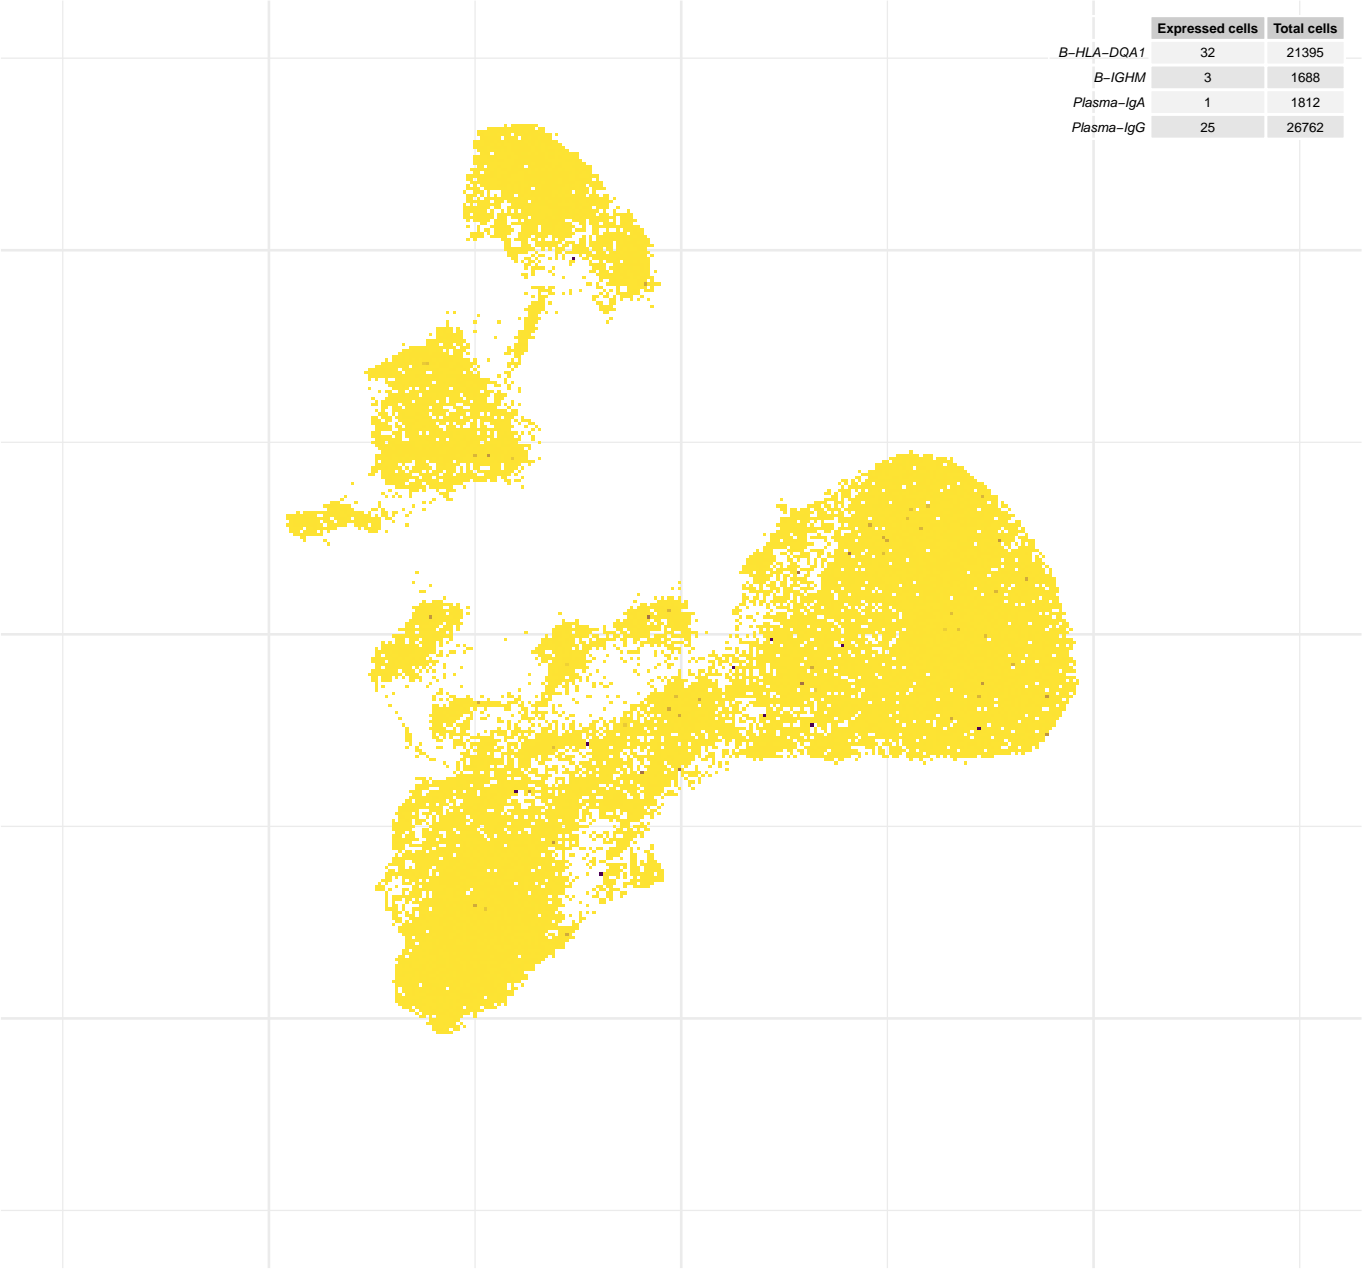 Expressed cells Total cells
B−HLA−DQA1 32 21395
B−IGHM 3 1688
Plasma−IgA 1 1812
Plasma−IgG 25 26762